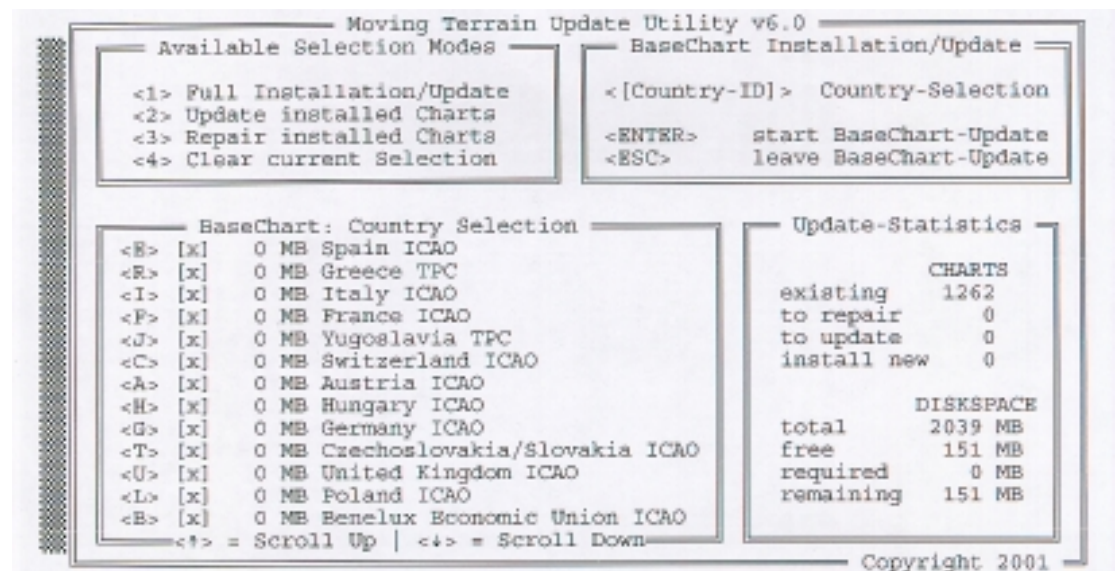 Moving Terrain Update Utility v6.0
Available Selection Modes
<1> Full Installation/Update
<2> Update installed Charts
<3> Repair installed Charts
<4> Clear current Selection
BaseChart Installation/Update
<[Country-ID]> Country-Selection
<ENTER> start BaseChart-Update
<ESC> leave BaseChart-Update
BaseChart: Country Selection
<E> [x] 0 MB Spain ICAO
<R> [x] 0 MB Greece TPC
<I> [x] 0 MB Italy ICAO
<F> [x] 0 MB France ICAO
<J> [x] 0 MB Yugoslavia TPC
<C> [x] 0 MB Switzerland ICAO
<A> [x] 0 MB Austria ICAO
<H> [x] 0 MB Hungary ICAO
<G> [x] 0 MB Germany ICAO
<T> [x] 0 MB Czechoslovakia/Slovakia ICAO
<U> [x] 0 MB United Kingdom ICAO
<L> [x] 0 MB Poland ICAO
<B> [x] 0 MB Benelux Economic Union ICAO
<↑> = Scroll Up | <↓> = Scroll Down
Update-Statistics
CHARTS
existing 1262
to repair 0
to update 0
install new 0
DISKSPACE
total 2039 MB
free 151 MB
required 0 MB
remaining 151 MB
Copyright 2001